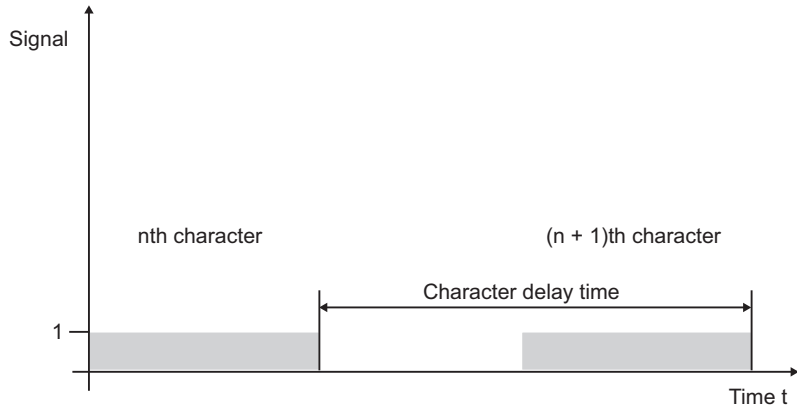 Signal
nth character
(n + 1)th character
Character delay time
1
Time t